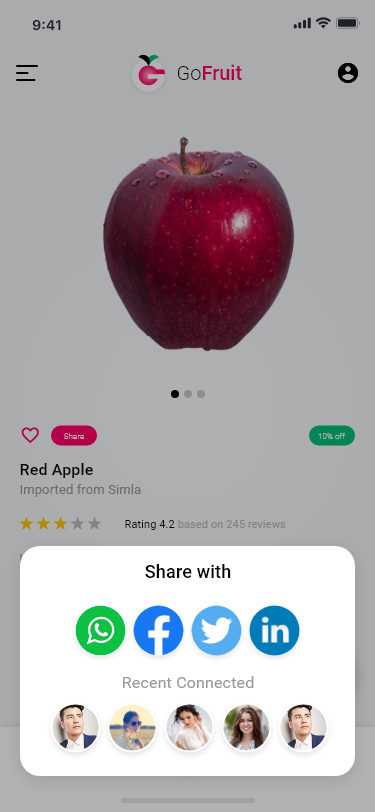 9:41
GoFruit
Share
10% off
Red Apple
Imported from Simla
Rating 4.2 based on 245 reviews
Share with
in
Recent Connected